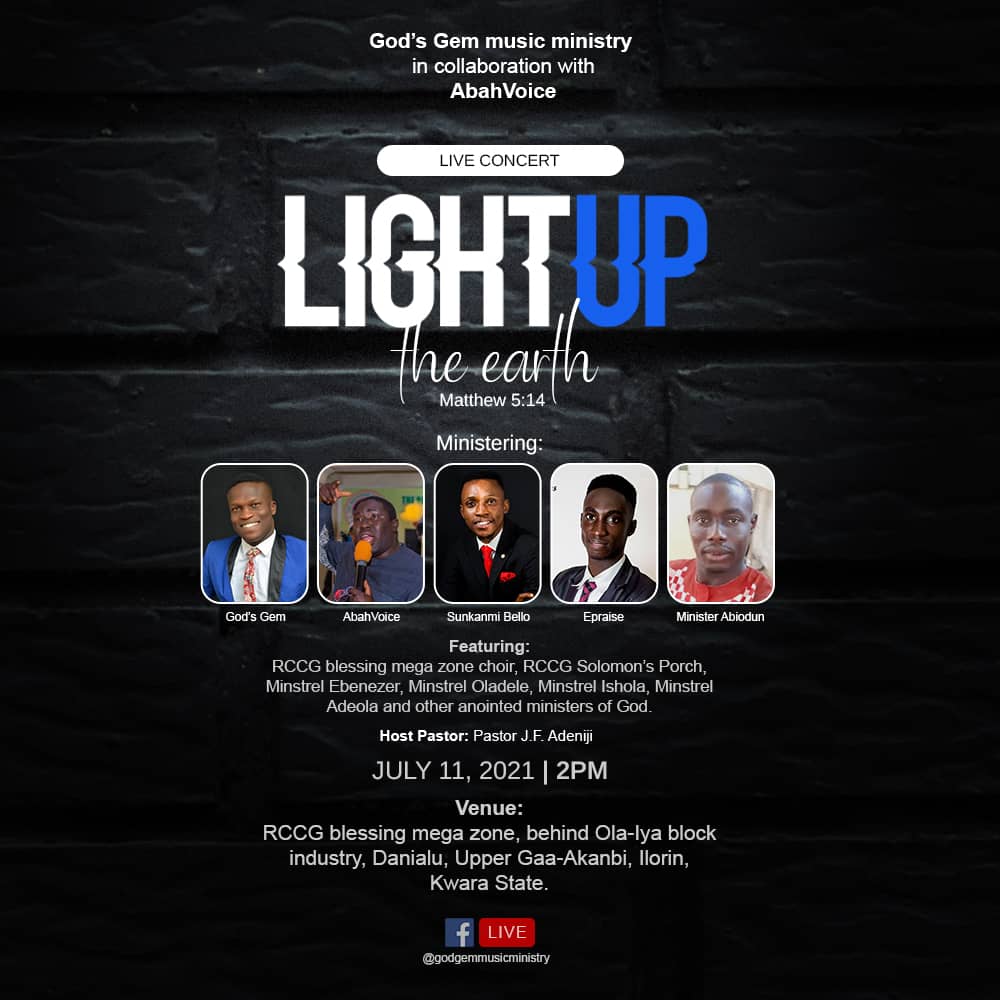 God's Gem music ministry
in collaboration with
AbahVoice
LIVE CONCERT
LIGHTUP
the earth
Matthew 5:14
Ministering:
God's Gem
AbahVoice
Sunkanmi Bello
Epraise
Minister Abiodun
Featuring:
RCCG blessing mega zone choir, RCCG Solomon's Porch,
Minstrel Ebenezer, Minstrel Oladele, Minstrel Ishola, Minstrel
Adeola and other anointed ministers of God.
Host Pastor: Pastor J.F. Adeniji
JULY 11, 2021 | 2PM
Venue:
RCCG blessing mega zone, behind Ola-Iya block
industry, Danialu, Upper Gaa-Akanbi, Ilorin,
Kwara State.
f LIVE
@godgemmusicministry